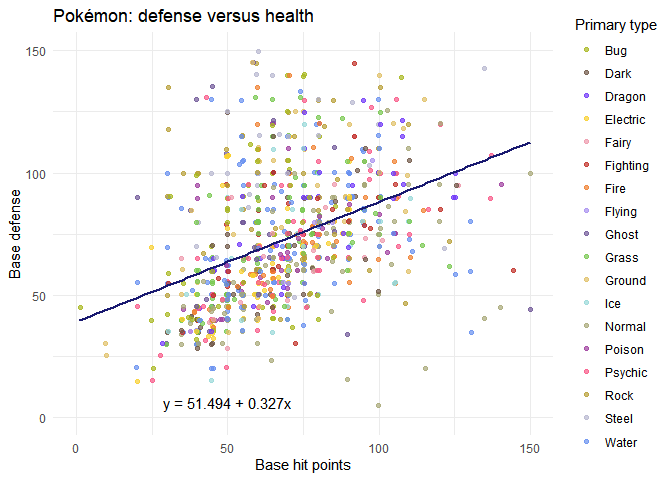 Pokémon: defense versus health
Primary type
150
100
50
0
Base defense
y = 51.494 + 0.327x
0
50
100
150
Base hit points
Bug
Dark
Dragon
Electric
Fairy
Fighting
Fire
Flying
Ghost
Grass
Ground
Ice
Normal
Poison
Psychic
Rock
Steel
Water